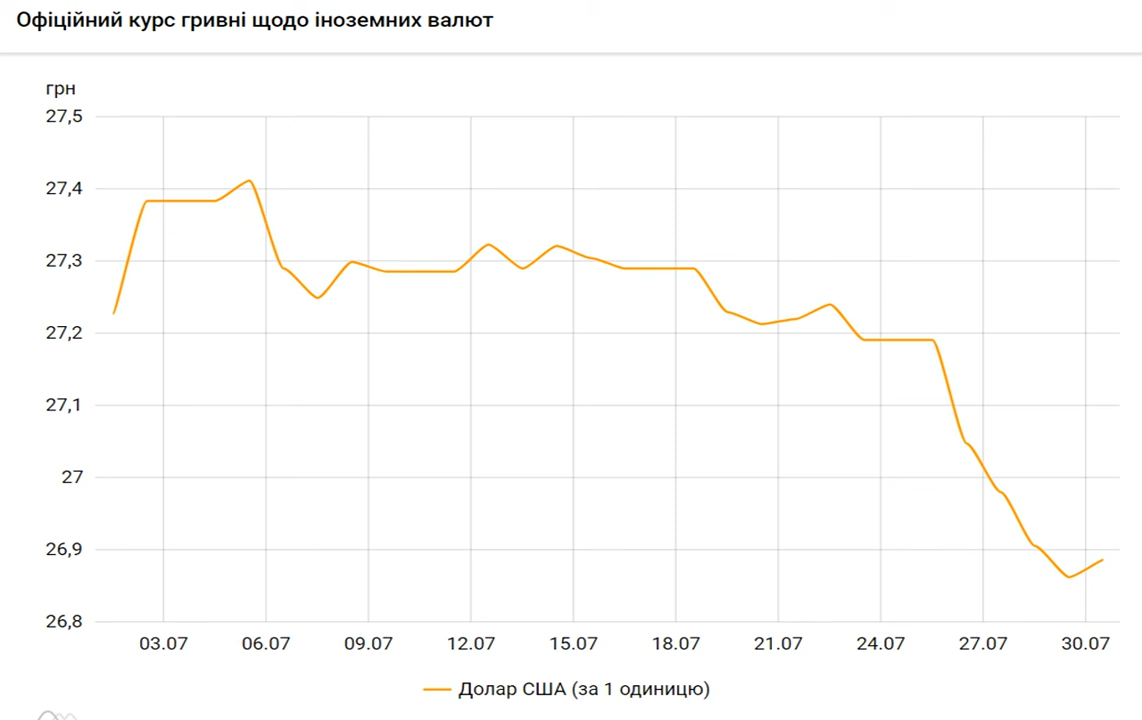 Офіційний курс гривні щодо іноземних валют
грн
27,5
27,4
27,3
27,2
27,1
27
26,9
26,8
03.07 06.07 09.07 12.07 15.07 18.07 21.07 24.07 27.07 30.07
Долар США (за 1 одиницю)